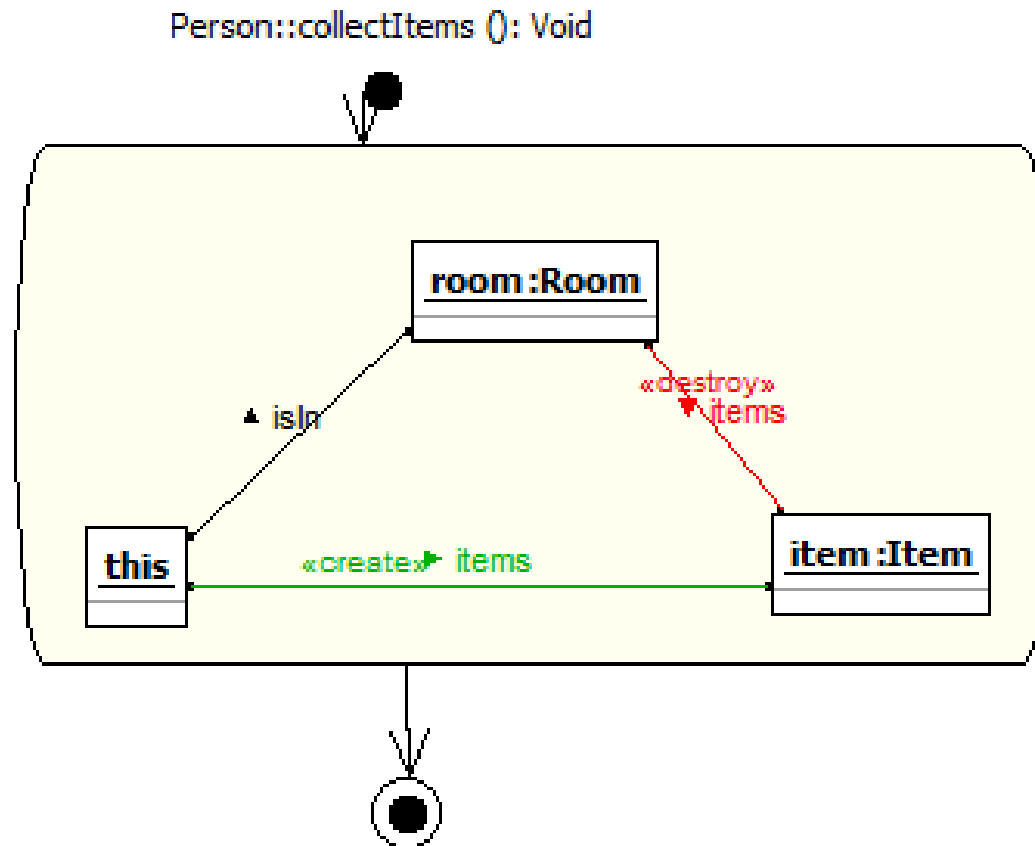 Person::collectItems (): Void
room :Room
«destroy»
▼ items
▲ isIn
this
«create»► items
item :Item